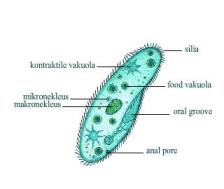 silia
kontraktile vakuola
food vakuola
mikronekleus
makronekleus
oral groove
anal pore